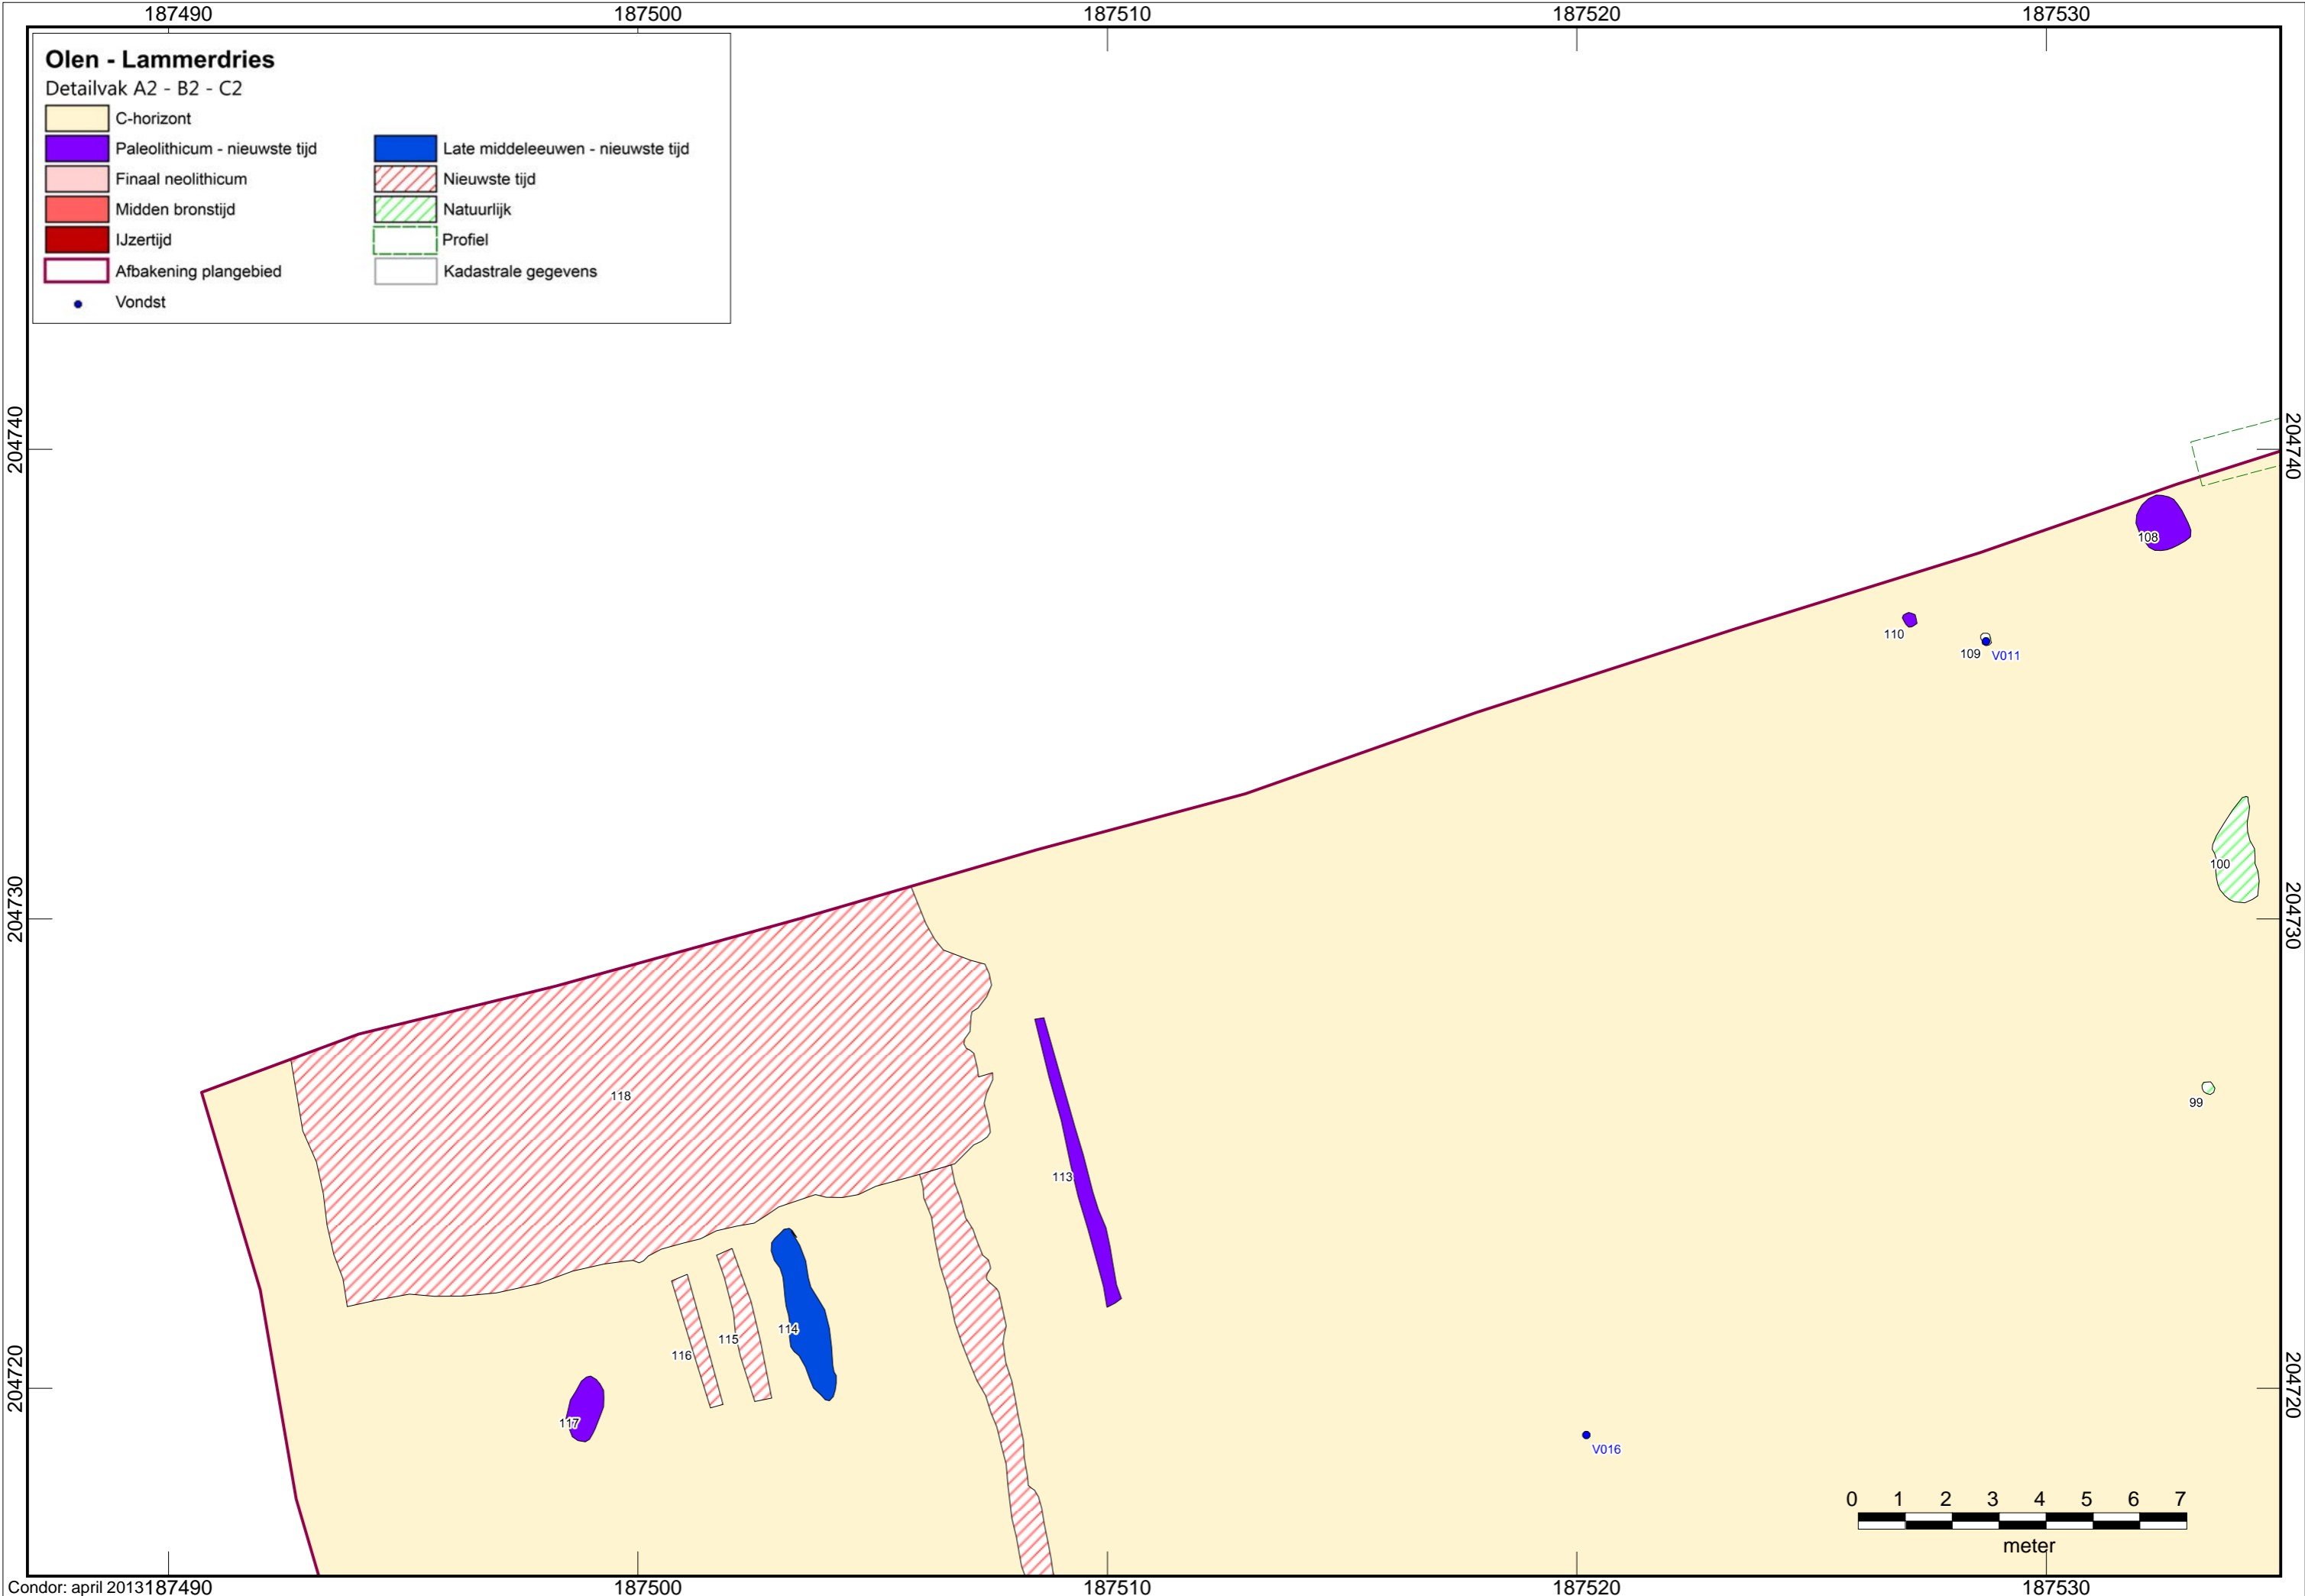 187490 187500 187510 187520 187530
Olen - Lammerdries
Detailvak A2 - B2 - C2
C-horizont
Paleolithicum - nieuwste tijd
Finaal neolithicum
Midden bronstijd
IJzertijd
Afbakening plangebied
Vondst
Late middeleeuwen - nieuwste tijd
Nieuwste tijd
Natuurlijk
Profiel
Kadastrale gegevens
204740
204740
108
110
109
V011
100
204730
204730
118
99
113
114
115
116
204720
204720
117
V016
0 1 2 3 4 5 6 7
meter
Condor: april 2013
187490 187500 187510 187520 187530